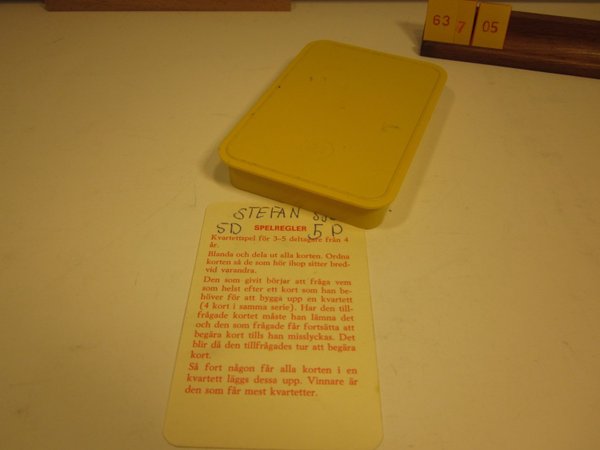 63 7 05
STEFAN
5D SPELREGLER 5 P
Kvartettspel för 3–5 deltagare från 4
år.
Blanda och dela ut alla korten. Ordna
korten så de som hör ihop sitter bred-
vid varandra.
Den som givit börjar att fråga vem
som helst efter ett kort som han be-
höver för att bygga upp en kvartett
(4 kort i samma serie). Har den till-
frågade kortet måste han lämna det
och den som frågade får fortsätta att
begära kort tills han misslyckas. Det
blir då den tillfrågades tur att begära
kort.
Så fort någon får alla korten i en
kvartett läggs dessa upp. Vinnare är
den som får mest kvartetter.